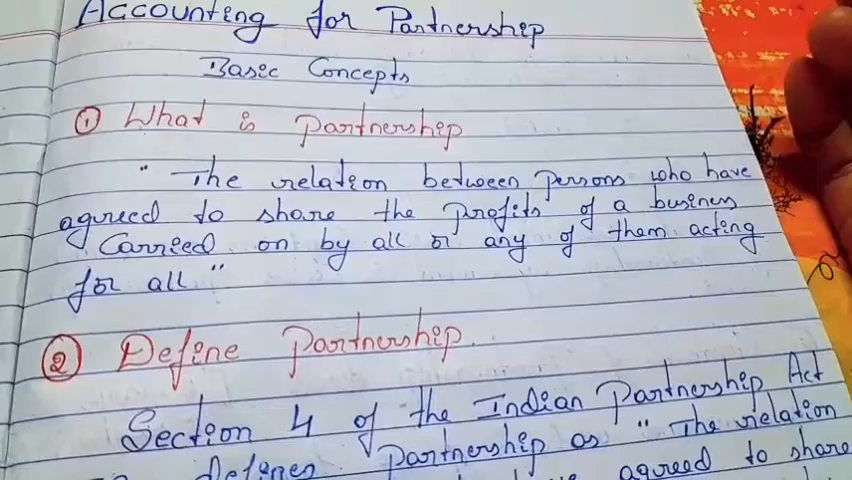 Accounting for Partnership
Basic Concepts
① What is partnership
" The relation between persons who have
agreed to share the profits of a business
Carried on by all or any of them acting
for all "
② Define Partnership
Section 4 of the Indian Partnership Act
defines Partnership as " The relation
agreed to share